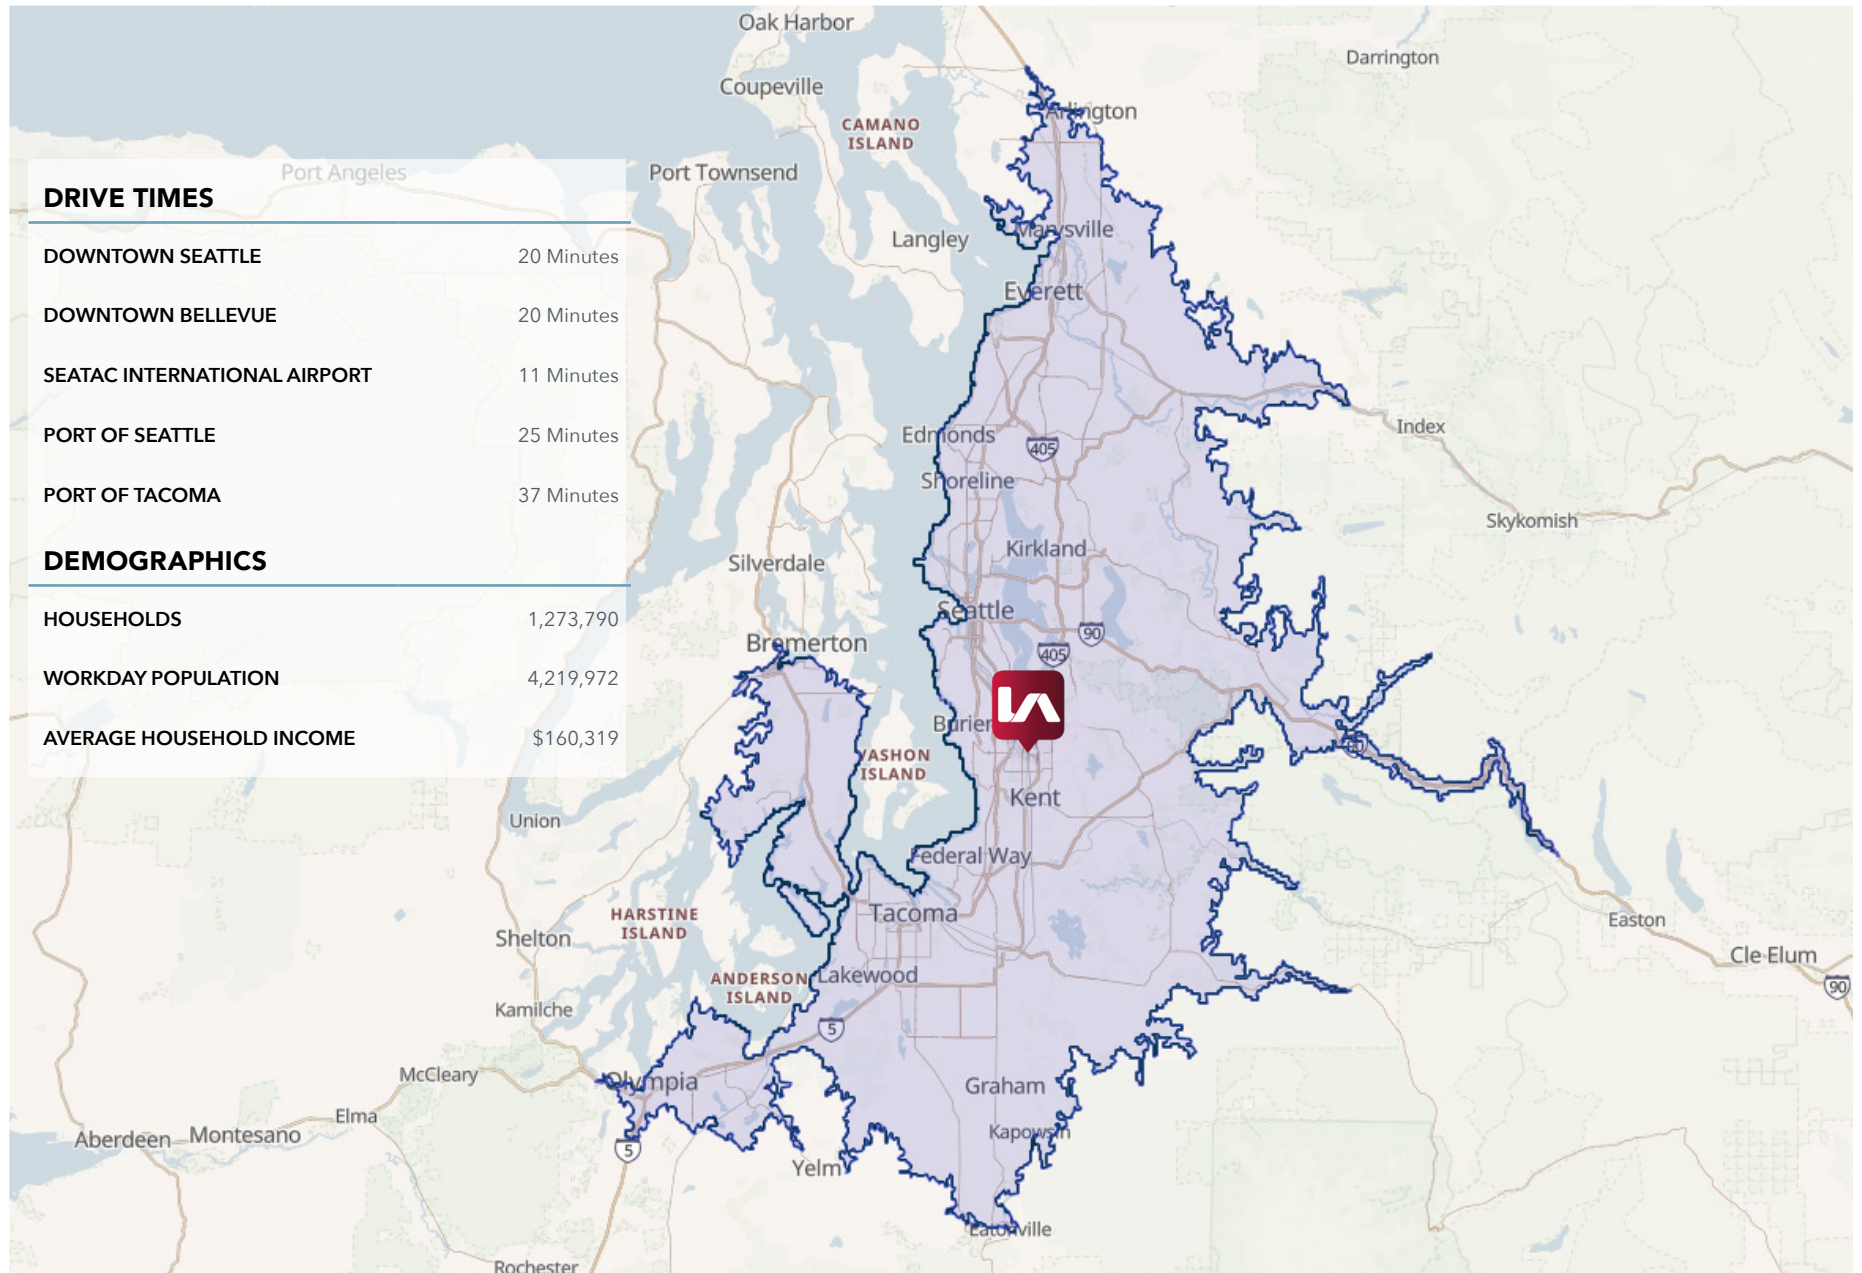 Oak Harbor
Darrington
Coupeville
Arlington
CAMANO
ISLAND
Port Angeles
Port Townsend
DRIVE TIMES
DOWNTOWN SEATTLE 20 Minutes
DOWNTOWN BELLEVUE 20 Minutes
SEATAC INTERNATIONAL AIRPORT 11 Minutes
PORT OF SEATTLE 25 Minutes
PORT OF TACOMA 37 Minutes
DEMOGRAPHICS
HOUSEHOLDS 1,273,790
WORKDAY POPULATION 4,219,972
AVERAGE HOUSEHOLD INCOME $160,319
Langley
Marysville
Everett
Edmonds
405
Index
Shoreline
Skykomish
Kirkland
Silverdale
Seattle
90
Bremerton
405
LA
Burien
VASHON
ISLAND
90
Kent
Union
Federal Way
HARSTINE
ISLAND
Tacoma
Easton
Shelton
Cle Elum
ANDERSON
ISLAND
Lakewood
90
Kamilche
5
McCleary
Olympia
Graham
Elma
Aberdeen
Montesano
Kapowsin
5
Yelm
Eatonville
Rochester